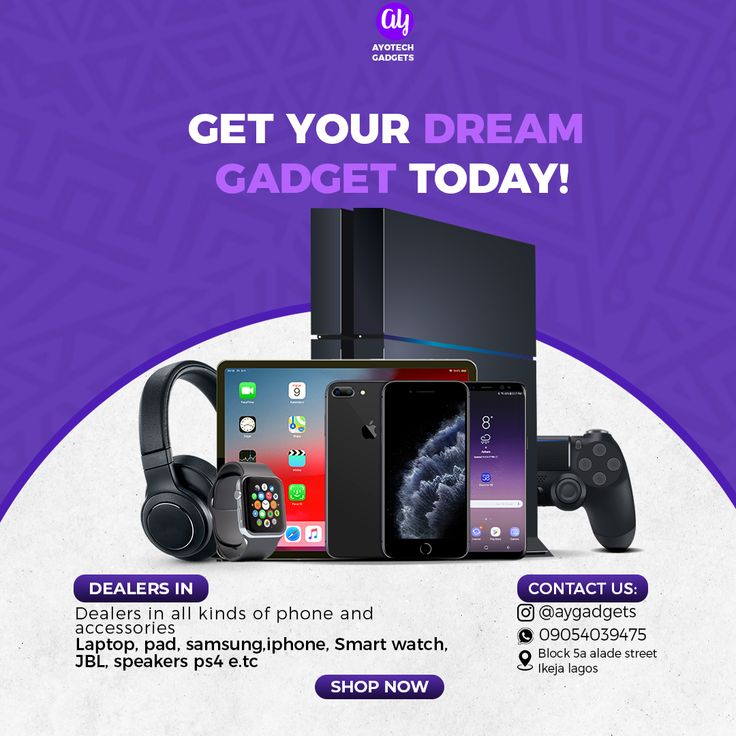 ay
AYOTECH
GADGETS
GET YOUR DREAM
GADGET TODAY!
8°
DEALERS IN
Dealers in all kinds of phone and
accessories
Laptop, pad, samsung,iphone, Smart watch,
JBL, speakers ps4 e.tc
CONTACT US:
@aygadgets
09054039475
Block 5a alade street
Ikeja lagos
SHOP NOW